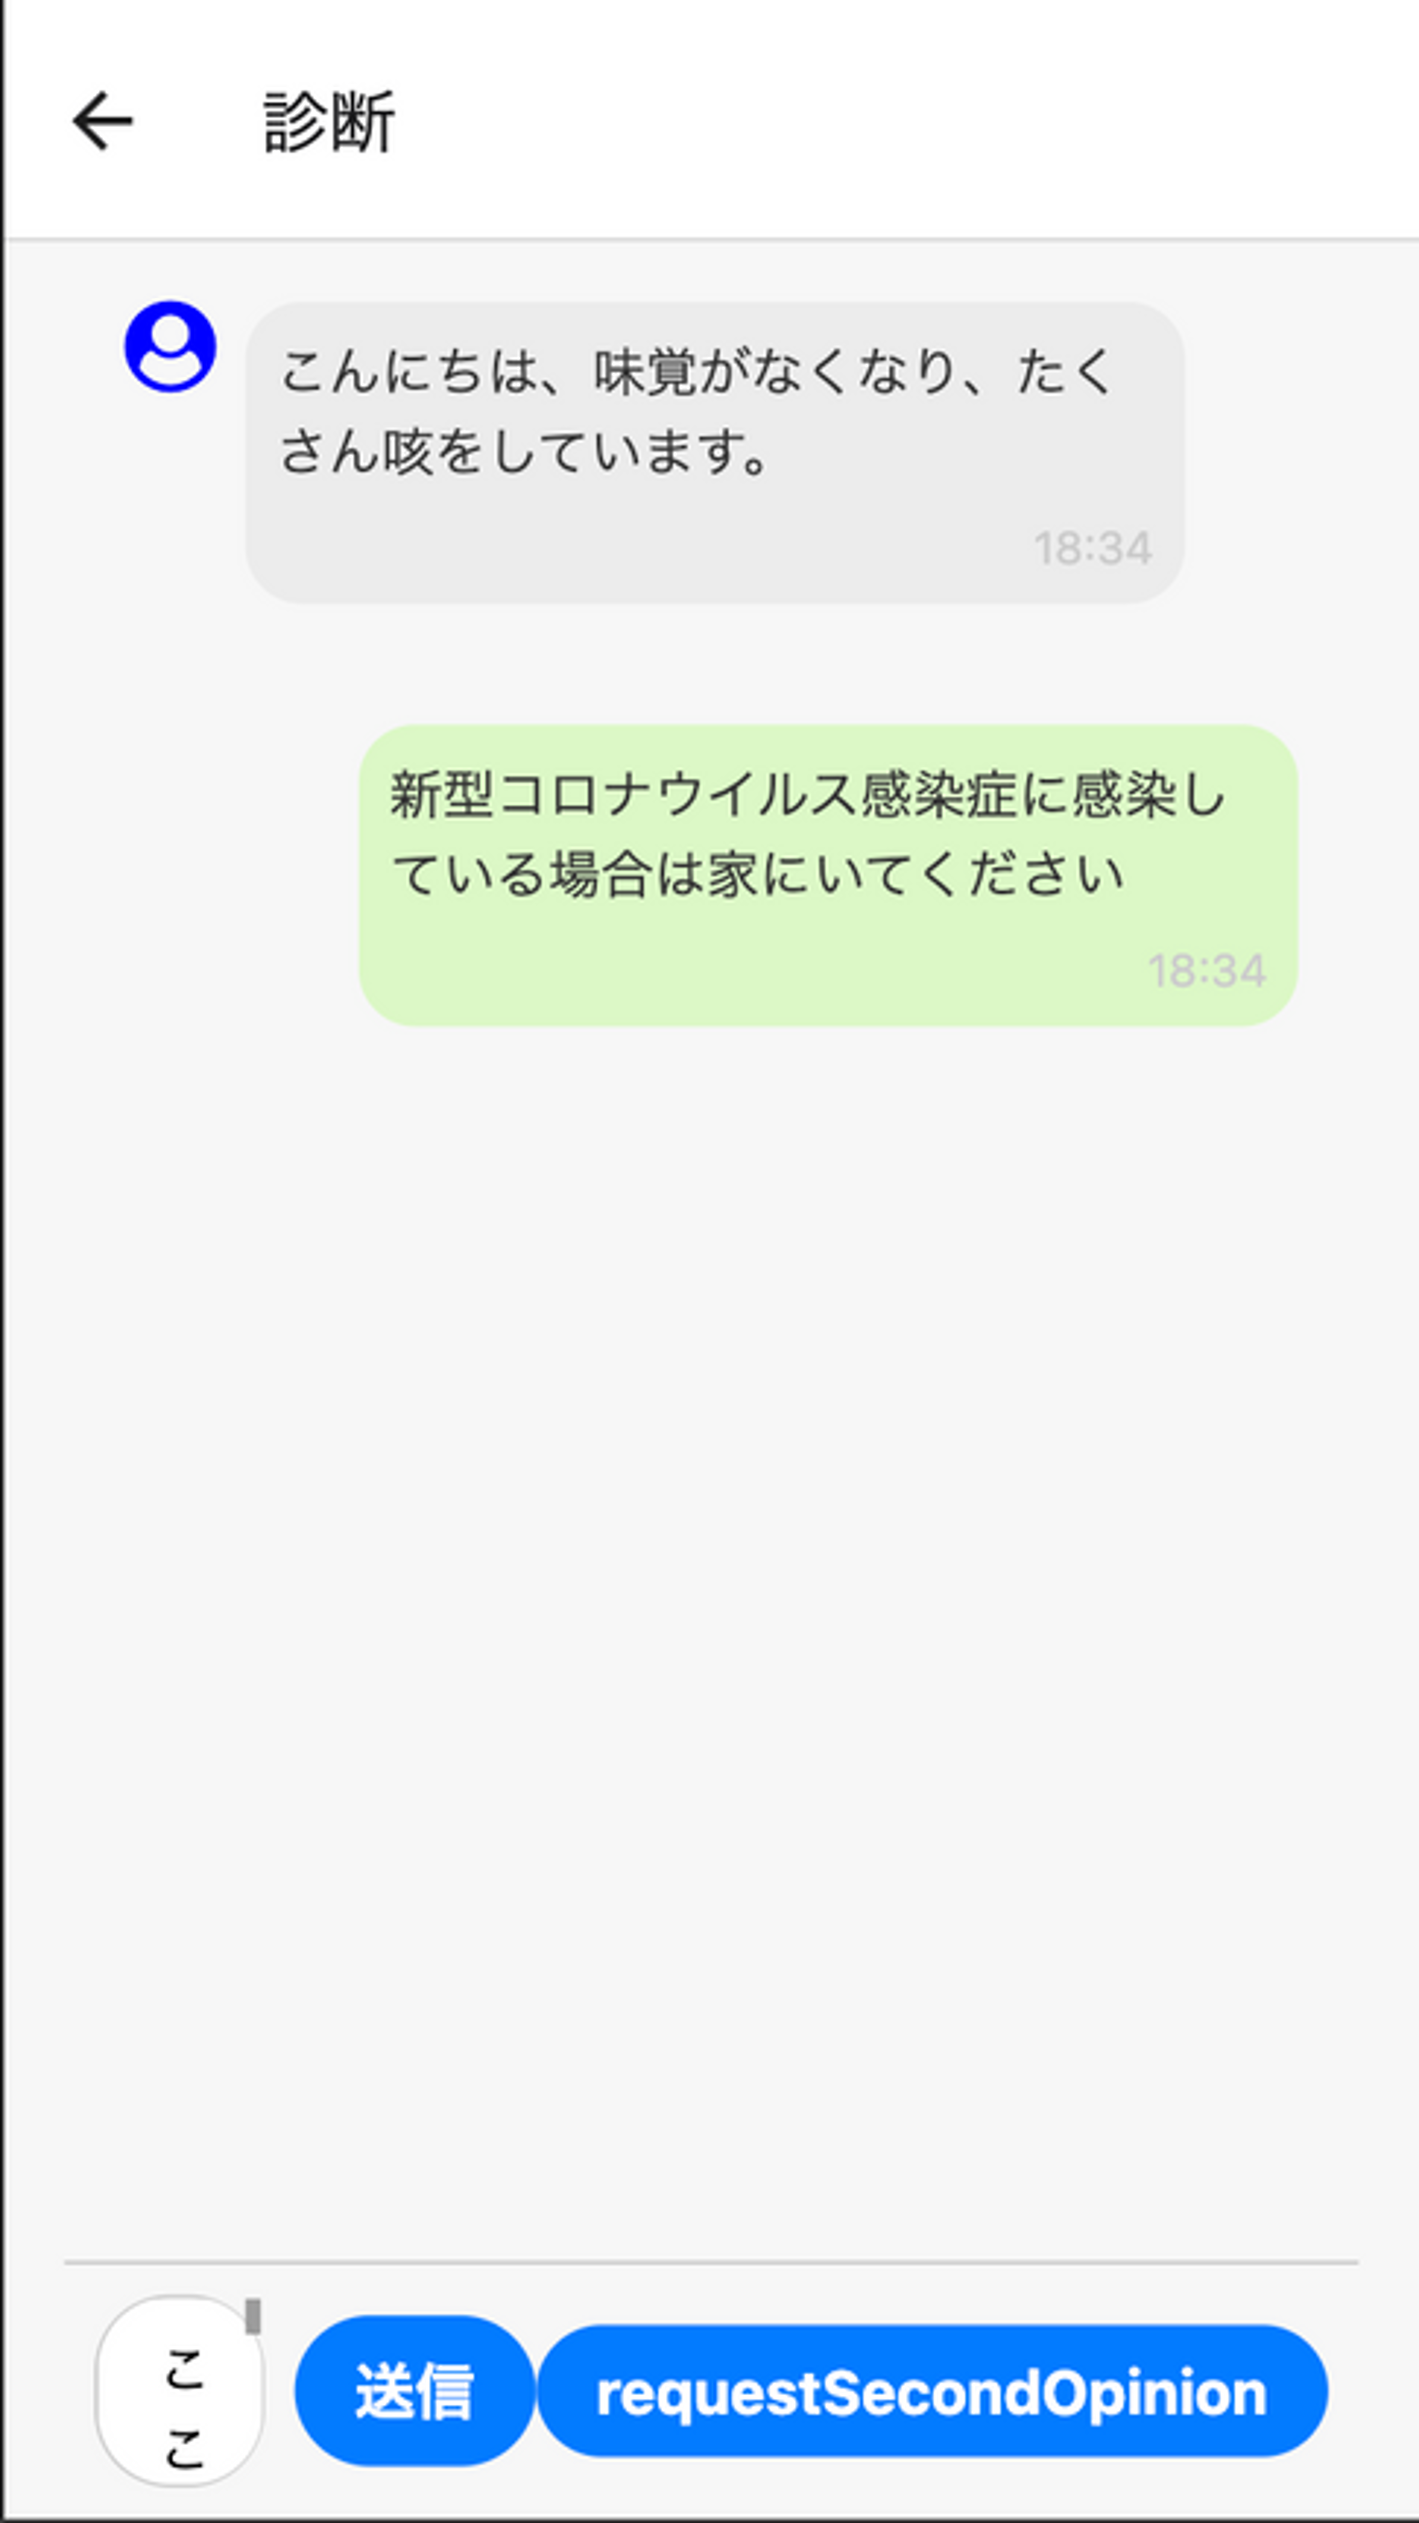 診断
こんにちは、味覚がなくなり、たく
さん咳をしています。
18:34
新型コロナウイルス感染症に感染し
ている場合は家にいてください
18:34
こ
こ
送信
requestSecondOpinion